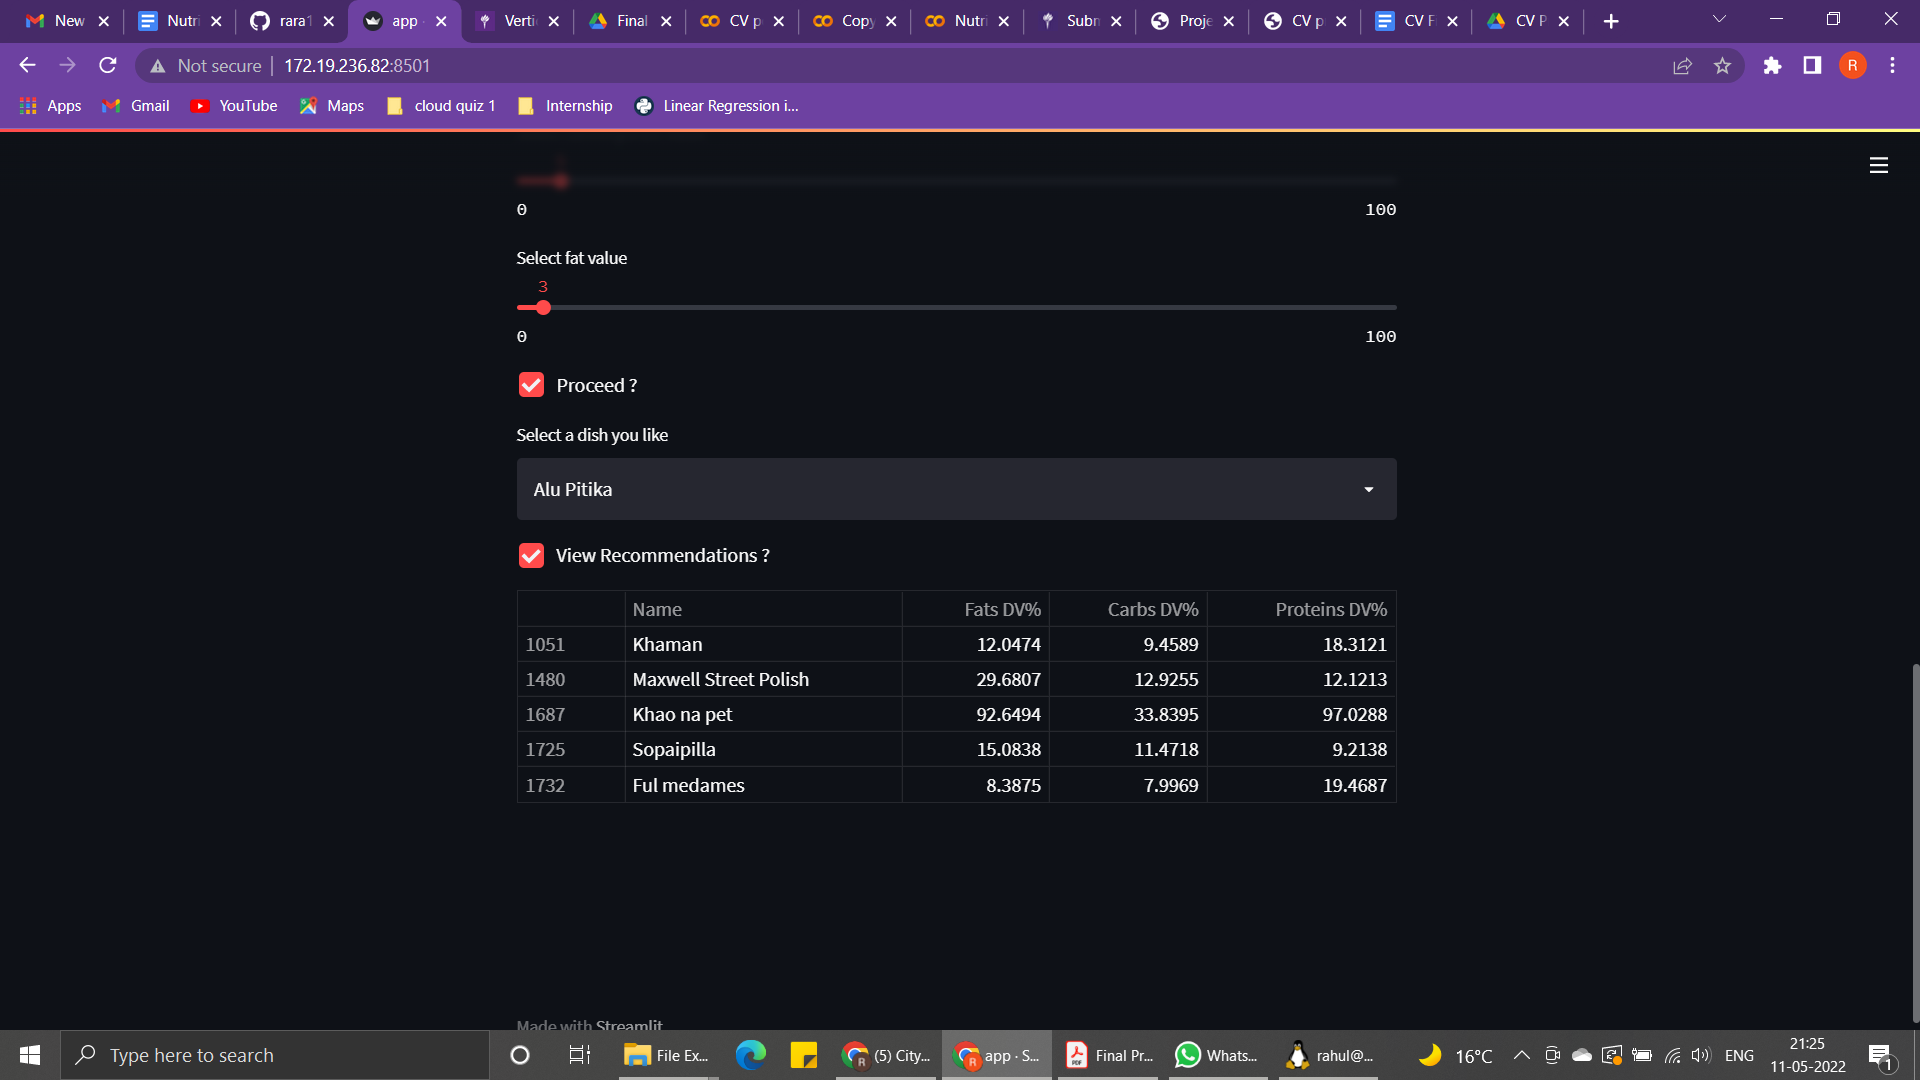 New Nutri rara1 app Verti Final CV p Copy Nutri Subm Proje CV p CV Fi CV P
Not secure 172.19.236.82:8501 R
Apps Gmail YouTube Maps cloud quiz 1 Internship Linear Regression i...
0 100
Select fat value
3
0 100
Proceed ?
Select a dish you like
Alu Pitika
View Recommendations ?
Name Fats DV% Carbs DV% Proteins DV%
1051 Khaman 12.0474 9.4589 18.3121
1480 Maxwell Street Polish 29.6807 12.9255 12.1213
1687 Khao na pet 92.6494 33.8395 97.0288
1725 Sopaipilla 15.0838 11.4718 9.2138
1732 Ful medames 8.3875 7.9969 19.4687
Made with Streamlit
Type here to search File Ex... (5) City... app · S... Final Pr... Whats... rahul@... 16°C ENG 21:25
11-05-2022 1